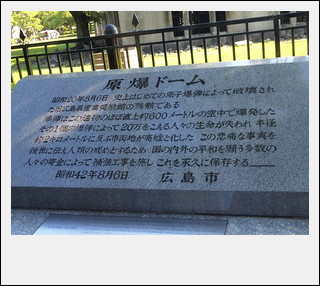 原爆ドーム
昭和20年8月6日 史上はじめての原子爆弾によって破壊され
た旧広島県産業奨励館の残骸である
爆弾はこの建物のほぼ直上約600メートルの空中で爆発した
その1個の爆弾によって20万をこえる人々の生命が失われ 半径
約2キロメートルに及ぶ市街地が廃墟と化した この悲痛な事実を
後世に伝え人類の戒めとするため 国の内外の平和を願う多数の
人々の寄金によって補強工事を施し これを永久に保存する
昭和42年8月6日 広島市